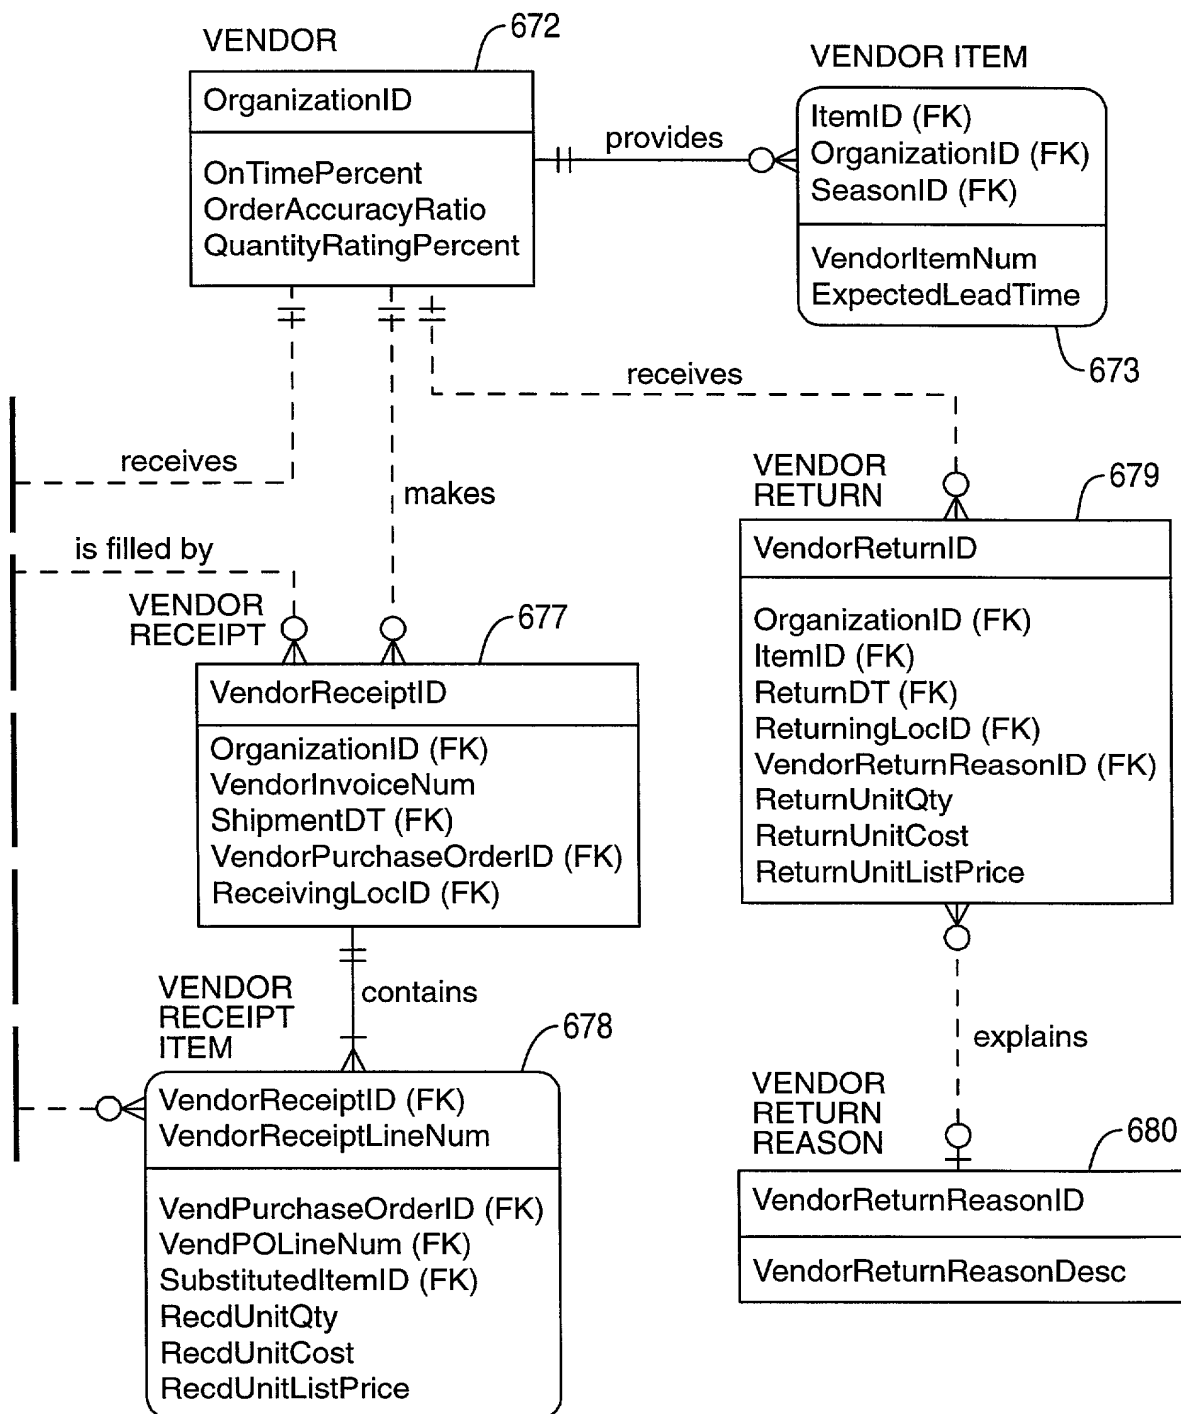 VENDOR
672
OrganizationID
OnTimePercent
OrderAccuracyRatio
QuantityRatingPercent
provides
VENDOR ITEM
ItemID (FK)
OrganizationID (FK)
SeasonID (FK)
VendorItemNum
ExpectedLeadTime
673
receives
receives
makes
is filled by
VENDOR
RECEIPT
677
VendorReceiptID
OrganizationID (FK)
VendorInvoiceNum
ShipmentDT (FK)
VendorPurchaseOrderID (FK)
ReceivingLocID (FK)
VENDOR
RETURN
679
VendorReturnID
OrganizationID (FK)
ItemID (FK)
ReturnDT (FK)
ReturningLocID (FK)
VendorReturnReasonID (FK)
ReturnUnitQty
ReturnUnitCost
ReturnUnitListPrice
contains
VENDOR
RECEIPT
ITEM
678
VendorReceiptID (FK)
VendorReceiptLineNum
VendPurchaseOrderID (FK)
VendPOLineNum (FK)
SubstitutedItemID (FK)
RecdUnitQty
RecdUnitCost
RecdUnitListPrice
explains
VENDOR
RETURN
REASON
680
VendorReturnReasonID
VendorReturnReasonDesc